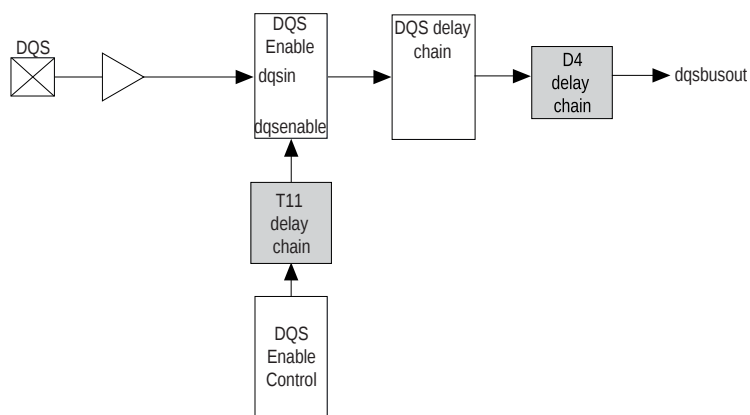 DQS
DQS
Enable
dqsin
dqsenable
DQS delay
chain
D4
delay
chain
dqsbusout
T11
delay
chain
DQS
Enable
Control